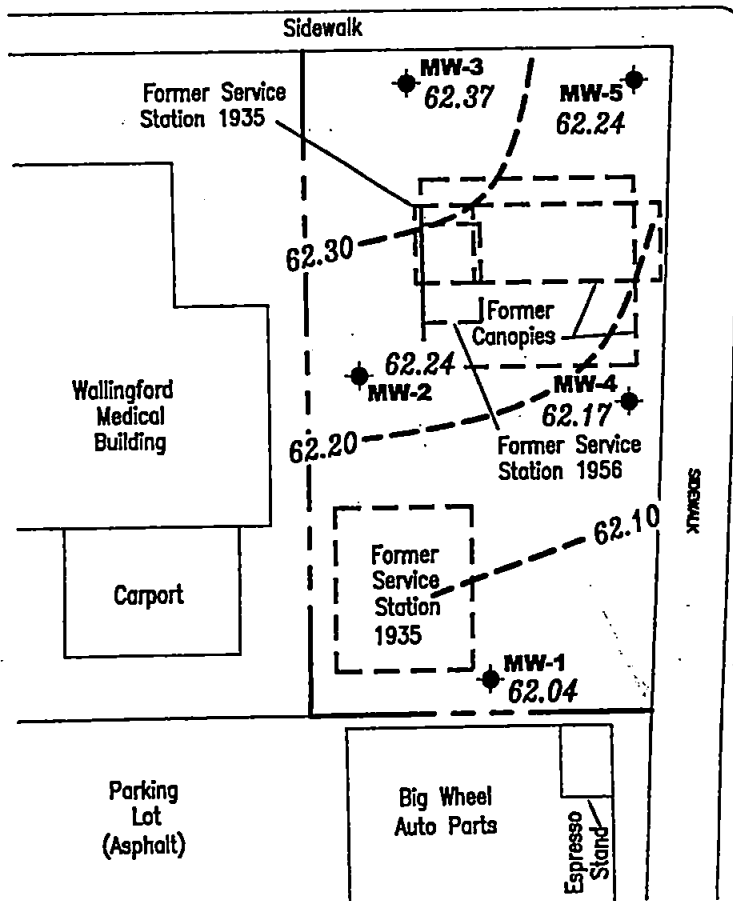 Sidewalk
Former Service
Station 1935
MW-3
62.37
MW-5
62.24
62.30
Former
Canopies
62.24
MW-2
MW-4
62.17
Wallingford
Medical
Building
62.20
Former Service
Station 1956
SIDEWALK
62.10
Former
Service
Station
1935
Carport
MW-1
62.04
Parking
Lot
(Asphalt)
Big Wheel
Auto Parts
Espresso
Stand